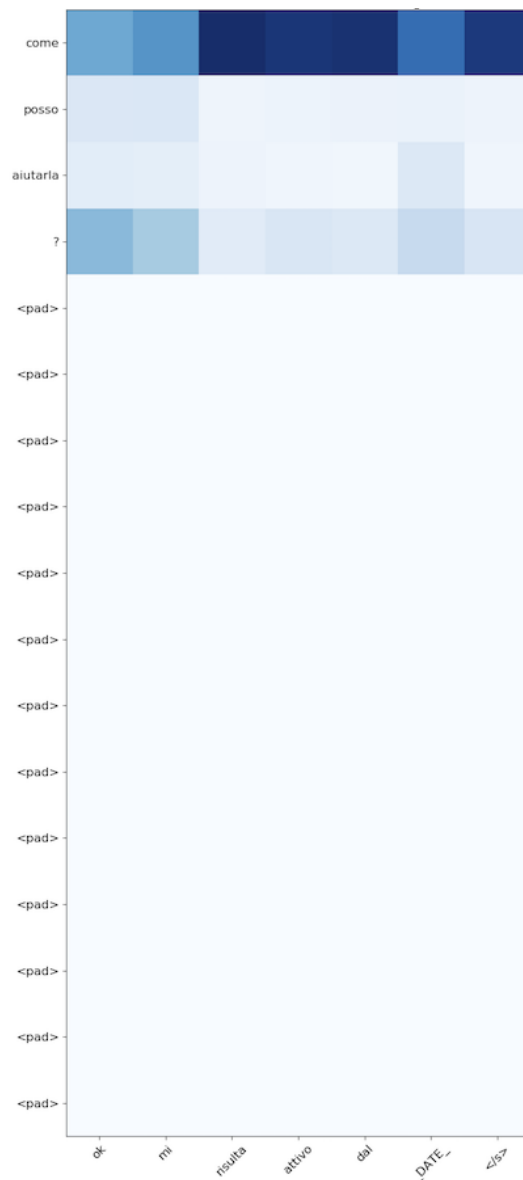 come
posso
aiutarla
?
<pad>
<pad>
<pad>
<pad>
<pad>
<pad>
<pad>
<pad>
<pad>
<pad>
<pad>
<pad>
<pad>
ok
mi
risulta
attivo
dal
_DATE_
</s>